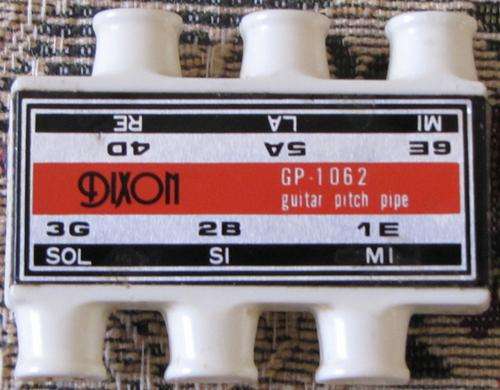 RE LA MI
4D 5A 6E
DIXON GP-1062
guitar pitch pipe
3G 2B 1E
SOL SI MI